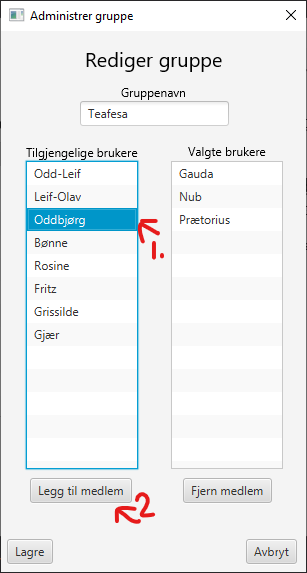 Administrer gruppe
Rediger gruppe
Gruppenavn
Teafesa
Tilgjengelige brukere
Odd-Leif
Leif-Olav
Oddbjørg
1.
Bønne
Rosine
Fritz
Grissilde
Gjær
Legg til medlem
2
Valgte brukere
Gauda
Nub
Prætorius
Fjern medlem
Lagre
Avbryt